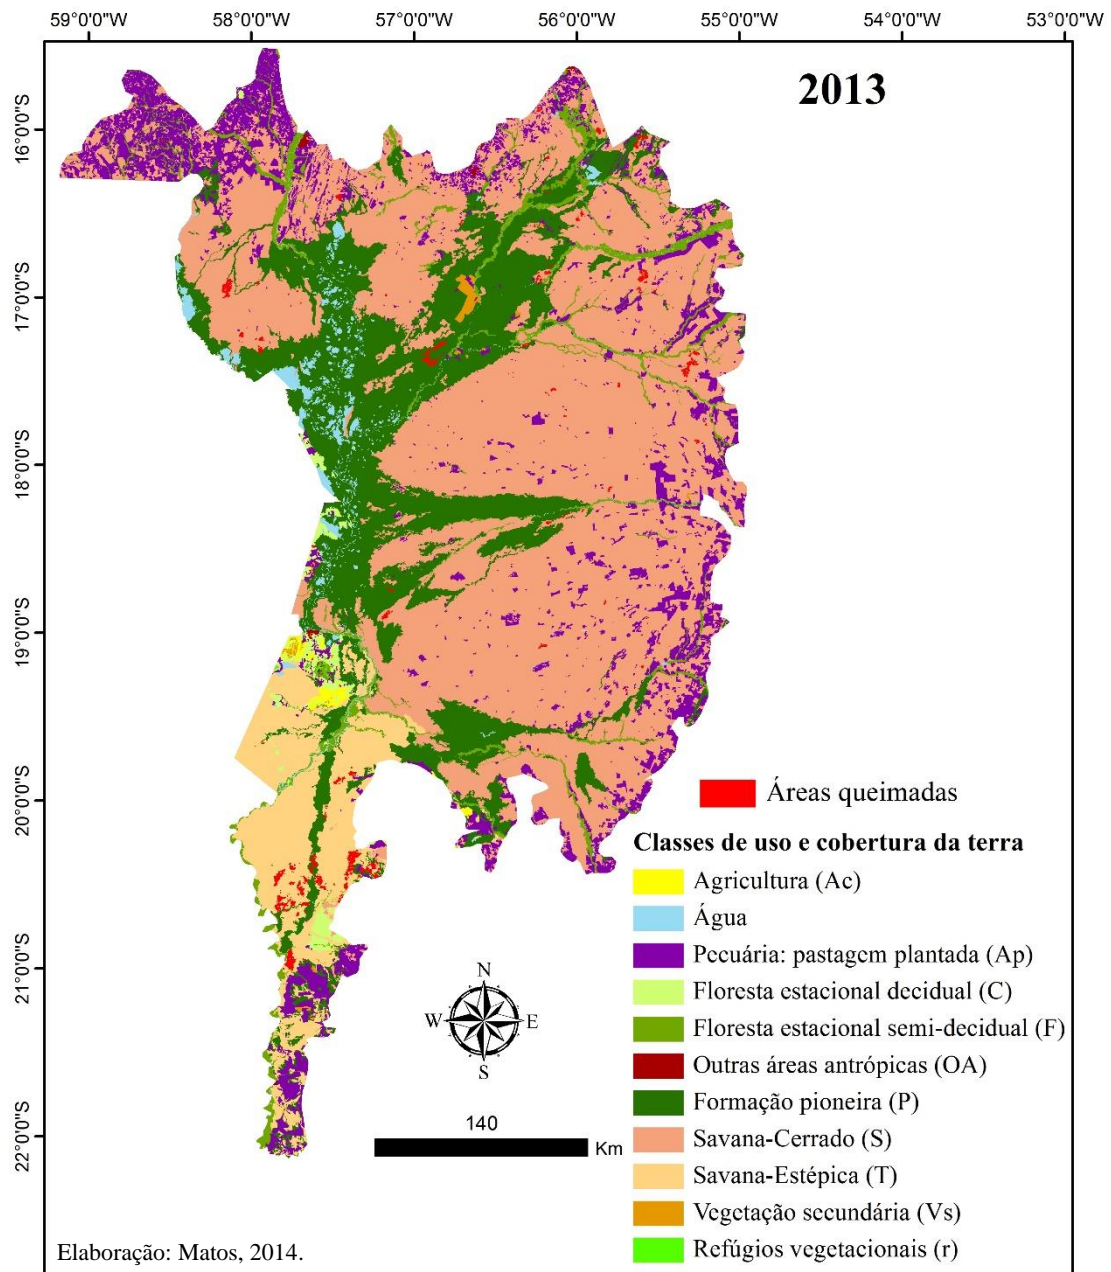 59°0'0"W 58°0'0"W 57°0'0"W 56°0'0"W 55°0'0"W 54°0'0"W 53°0'0"W
2013
16°0'0"S
17°0'0"S
18°0'0"S
19°0'0"S
20°0'0"S
21°0'0"S
22°0'0"S
Áreas queimadas
Classes de uso e cobertura da terra
Agricultura (Ac)
Água
Pecuária: pastagem plantada (Ap)
Floresta estacional decidual (C)
Floresta estacional semi-decidual (F)
Outras áreas antrópicas (OA)
Formação pioneira (P)
Savana-Cerrado (S)
Savana-Estépica (T)
Vegetação secundária (Vs)
Refúgios vegetacionais (r)
N
W E
S
140
Km
Elaboração: Matos, 2014.